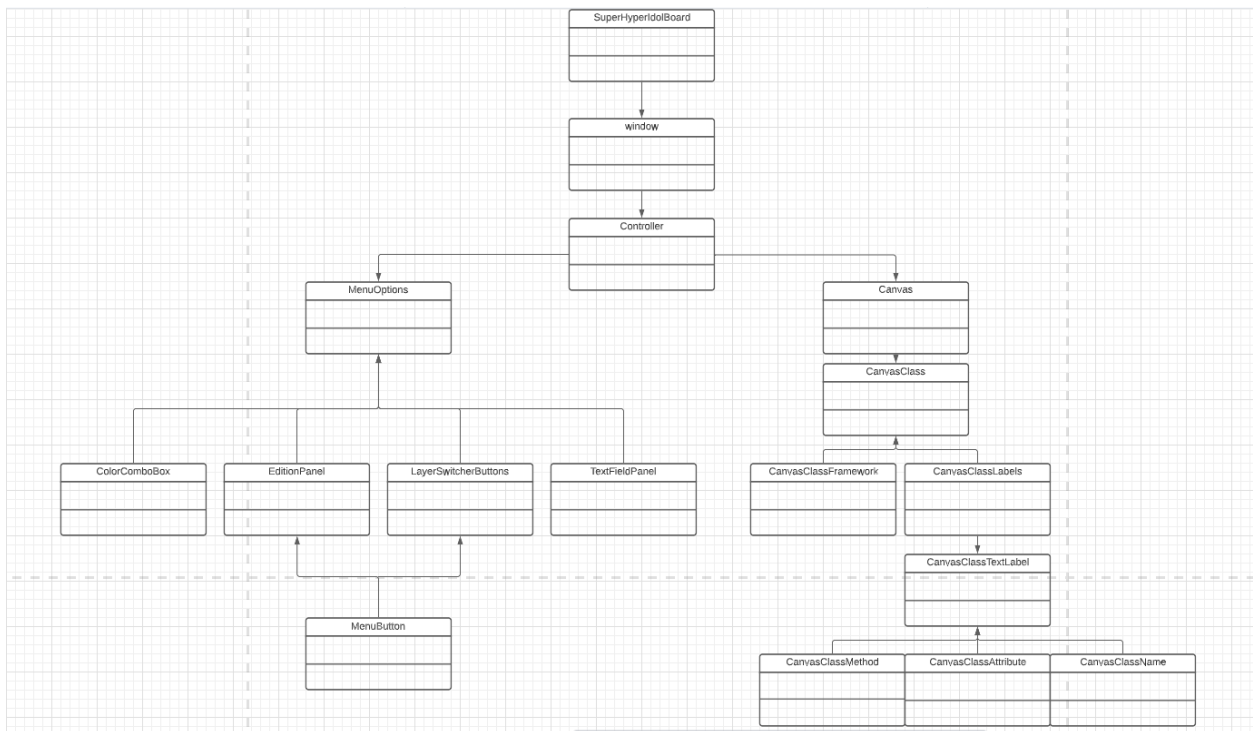 SuperHyperIdolBoard
window
Controller
MenuOptions
Canvas
CanvasClass
ColorComboBox
EditionPanel
LayerSwitcherButtons
TextFieldPanel
CanvasClassFramework
CanvasClassLabels
CanvasClassTextLabel
MenuButton
CanvasClassMethod
CanvasClassAttribute
CanvasClassName